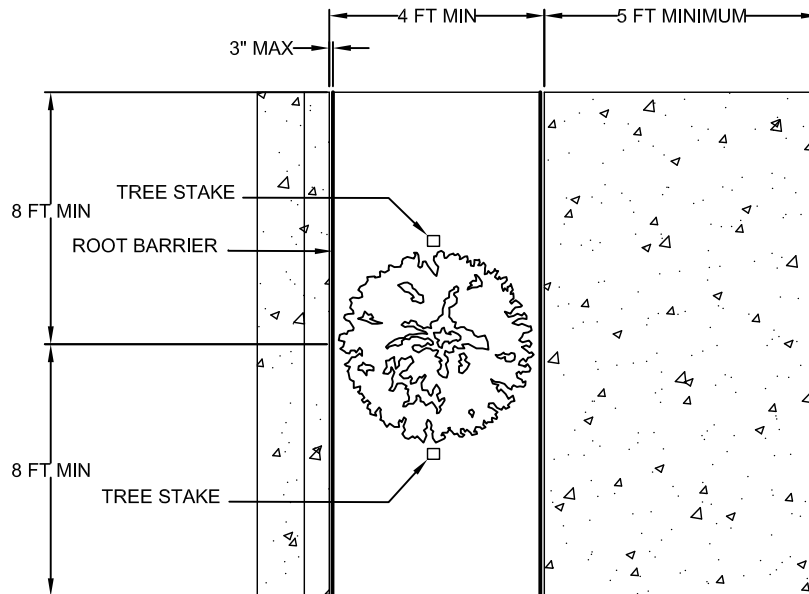 4 FT MIN
5 FT MINIMUM
3" MAX
TREE STAKE
8 FT MIN
ROOT BARRIER
8 FT MIN
TREE STAKE